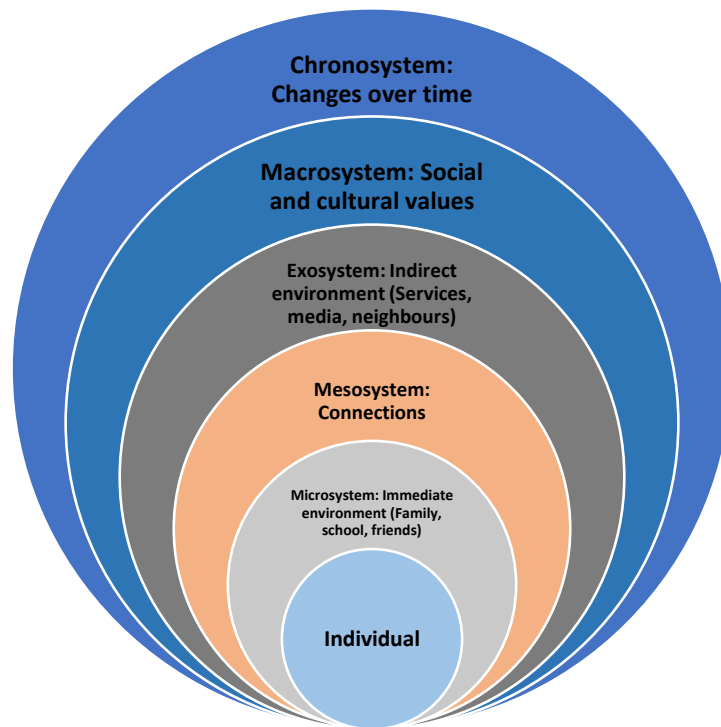 Chronosystem:
Changes over time
Macrosystem: Social
and cultural values
Exosystem: Indirect
environment (Services,
media, neighbours)
Mesosystem:
Connections
Microsystem: Immediate
environment (Family,
school, friends)
Individual